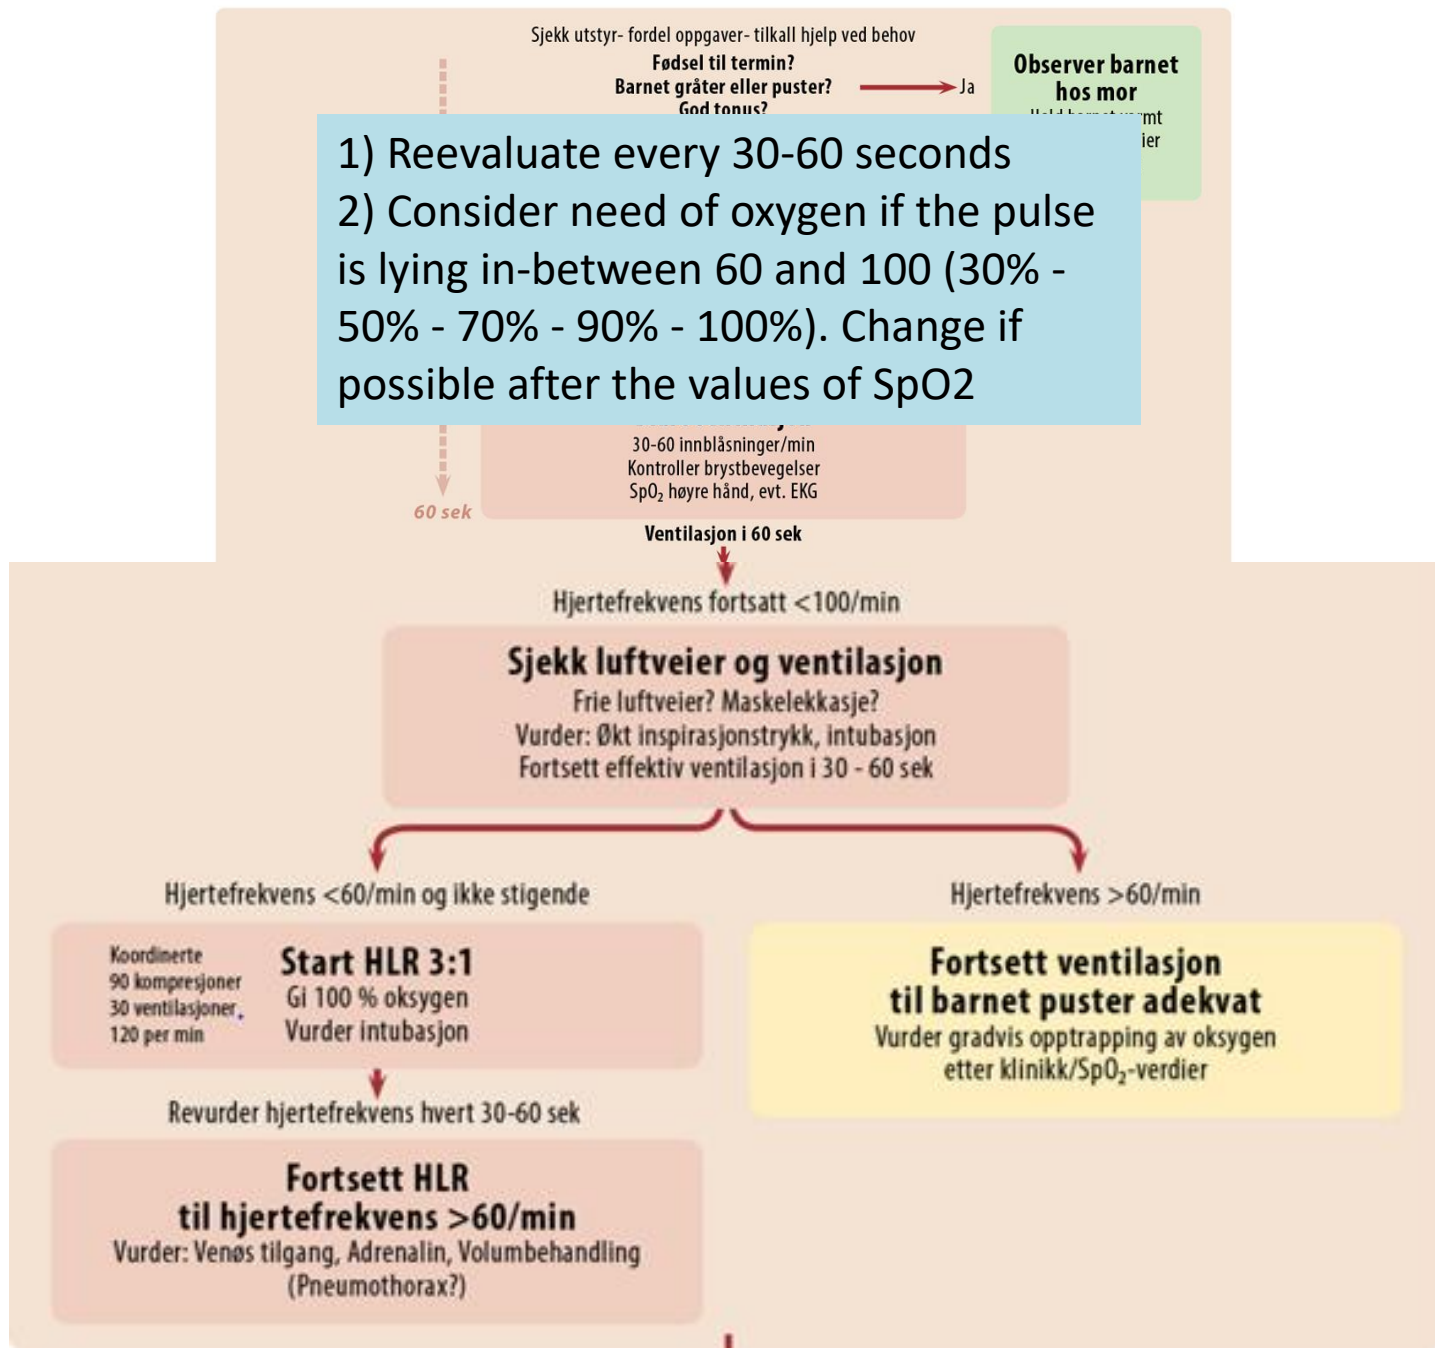 Sjekk utstyr- fordel oppgaver- tilkall hjelp ved behov
Fødsel til termin?
Barnet gråter eller puster?
Ja
God tonus?
Observer barnet
hos mor
1) Reevaluate every 30-60 seconds
2) Consider need of oxygen if the pulse
is lying in-between 60 and 100 (30% -
50% - 70% - 90% - 100%). Change if
possible after the values of SpO2
30-60 innblåsninger/min
Kontroller brystbevegelser
SpO₂ høyre hånd, evt. EKG
60 sek
Ventilasjon i 60 sek
Hjertefrekvens fortsatt <100/min
Sjekk luftveier og ventilasjon
Frie luftveier? Maskelekkasje?
Vurder: Økt inspirasjonstrykk, intubasjon
Fortsett effektiv ventilasjon i 30 - 60 sek
Hjertefrekvens <60/min og ikke stigende
Koordinerte
90 kompresjoner
30 ventilasjoner
120 per min
Start HLR 3:1
Gi 100 % oksygen
Vurder intubasjon
Revurder hjertefrekvens hvert 30-60 sek
Fortsett HLR
til hjertefrekvens >60/min
Vurder: Venøs tilgang, Adrenalin, Volumbehandling
(Pneumothorax?)
Hjertefrekvens >60/min
Fortsett ventilasjon
til barnet puster adekvat
Vurder gradvis opptrapping av oksygen
etter klinikk/SpO₂-verdier